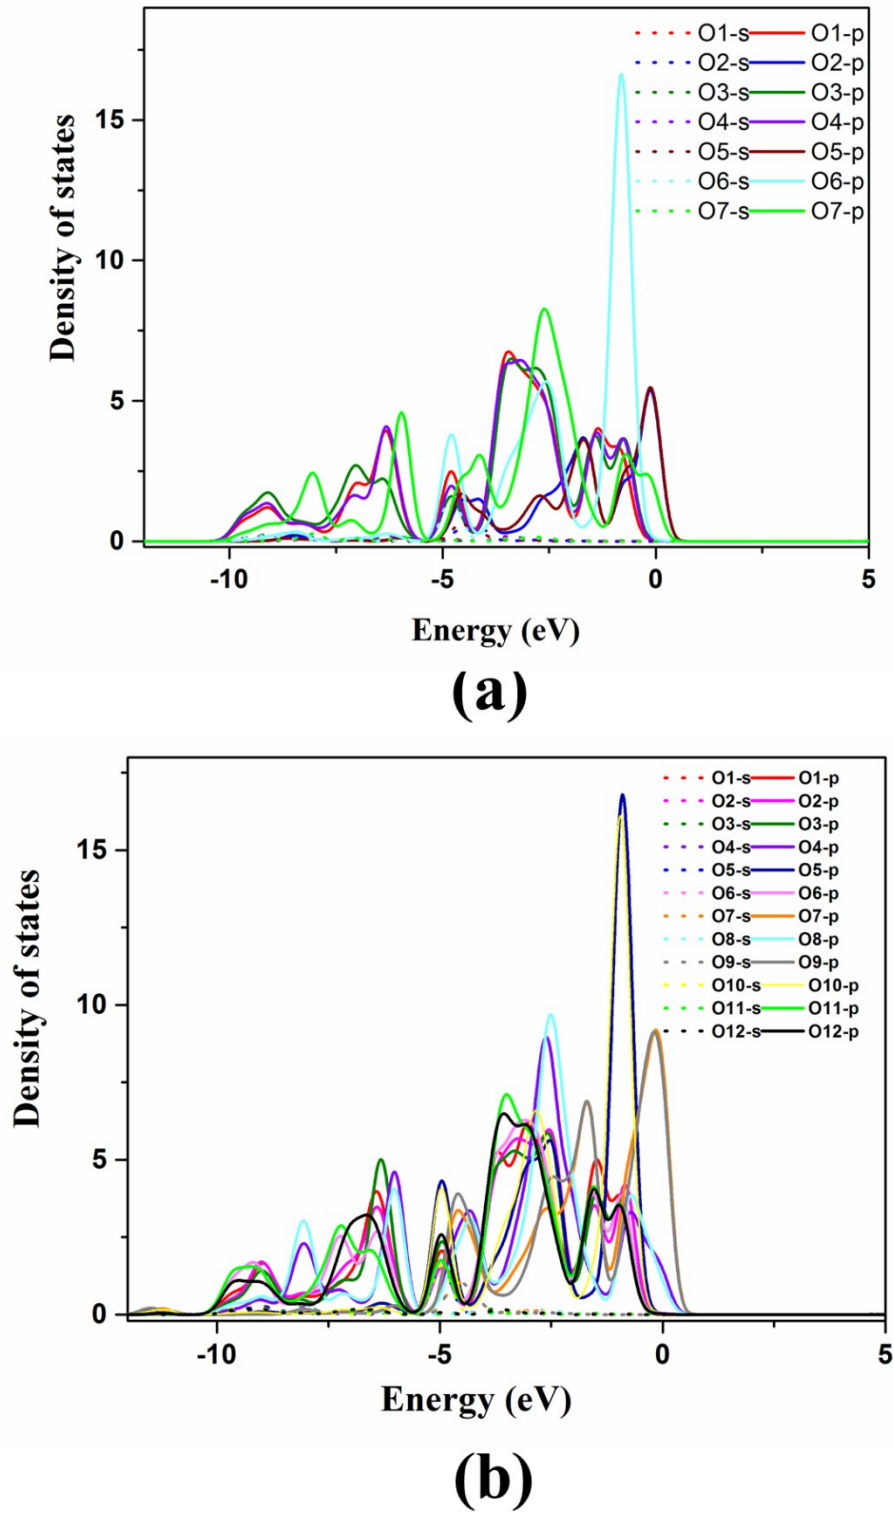 O1-s O1-p
O2-s O2-p
O3-s O3-p
O4-s O4-p
O5-s O5-p
O6-s O6-p
O7-s O7-p
Density of states
15
10
5
0
-10 -5 0 5
Energy (eV)
(a)
O1-s O1-p
O2-s O2-p
O3-s O3-p
O4-s O4-p
O5-s O5-p
O6-s O6-p
O7-s O7-p
O8-s O8-p
O9-s O9-p
O10-s O10-p
O11-s O11-p
O12-s O12-p
Density of states
15
10
5
0
-10 -5 0 5
Energy (eV)
(b)